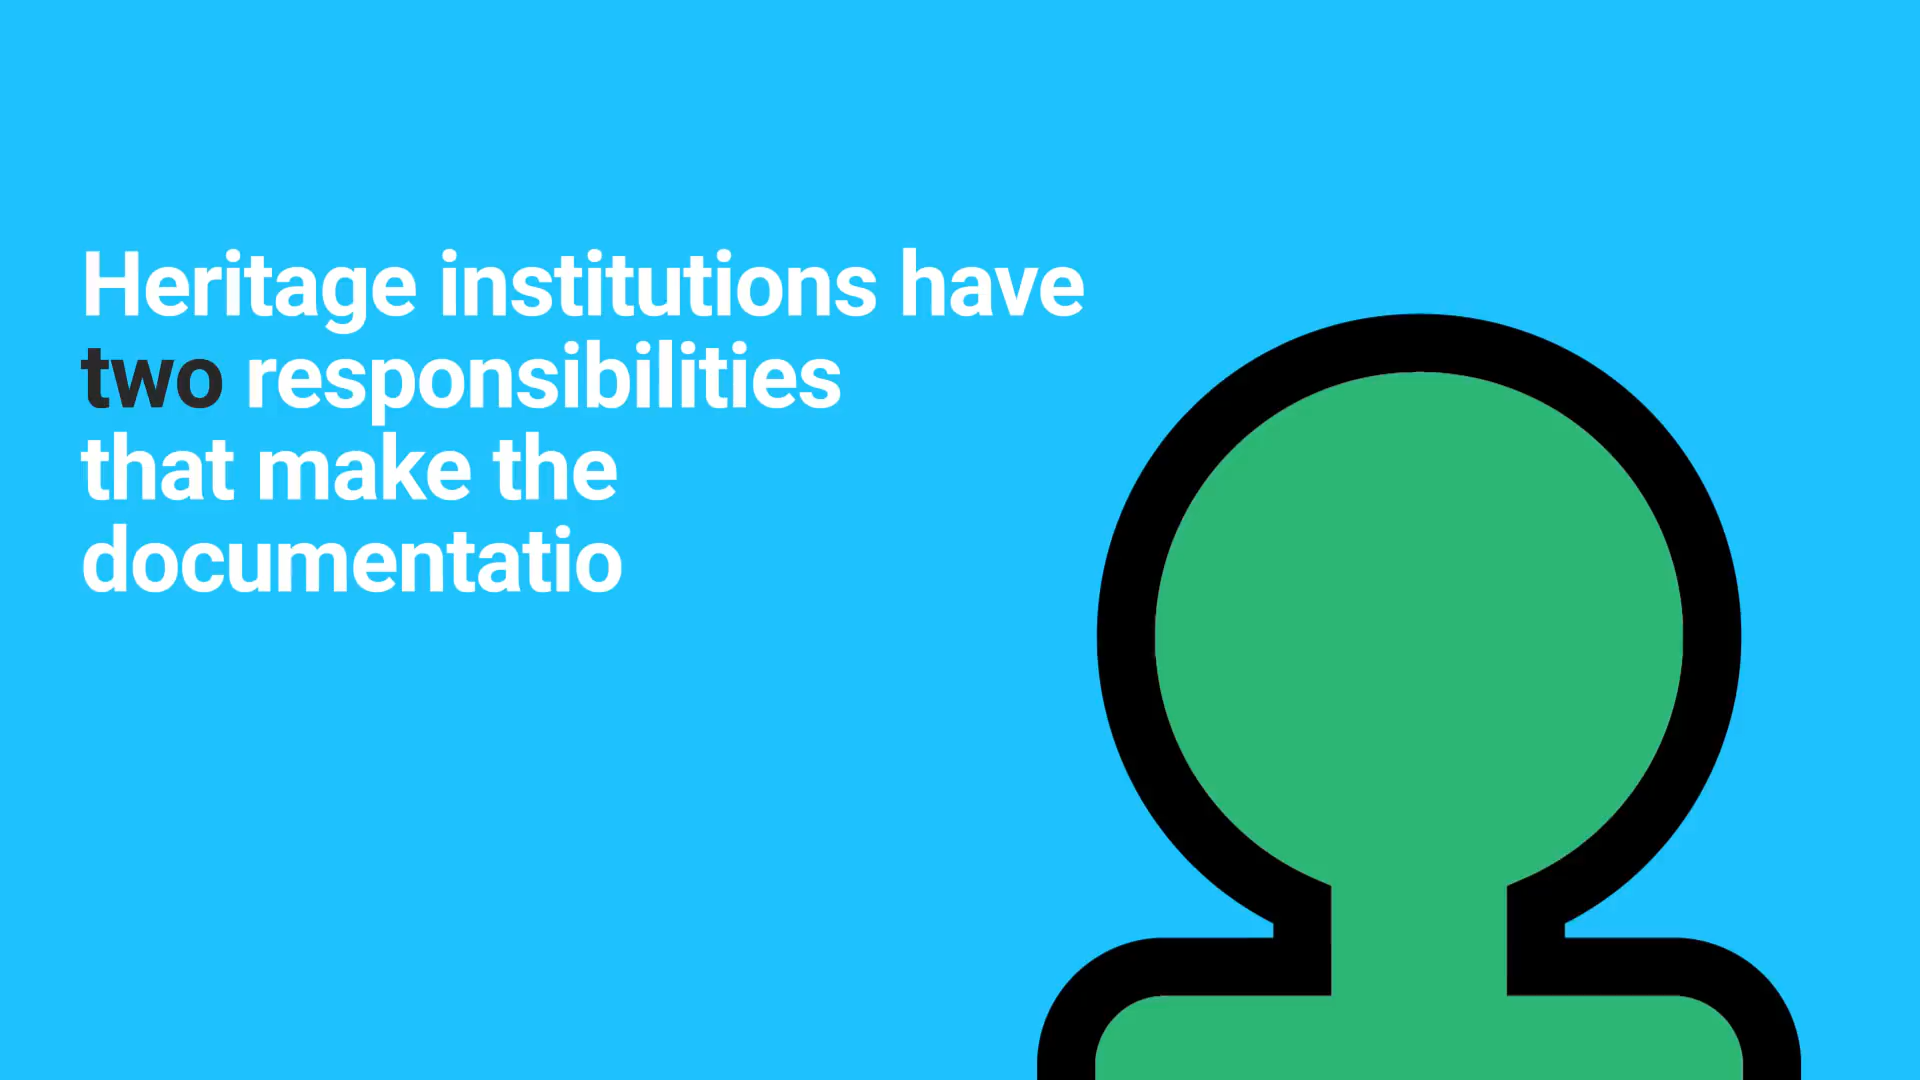 Heritage institutions have
two responsibilities
that make the
documentatio